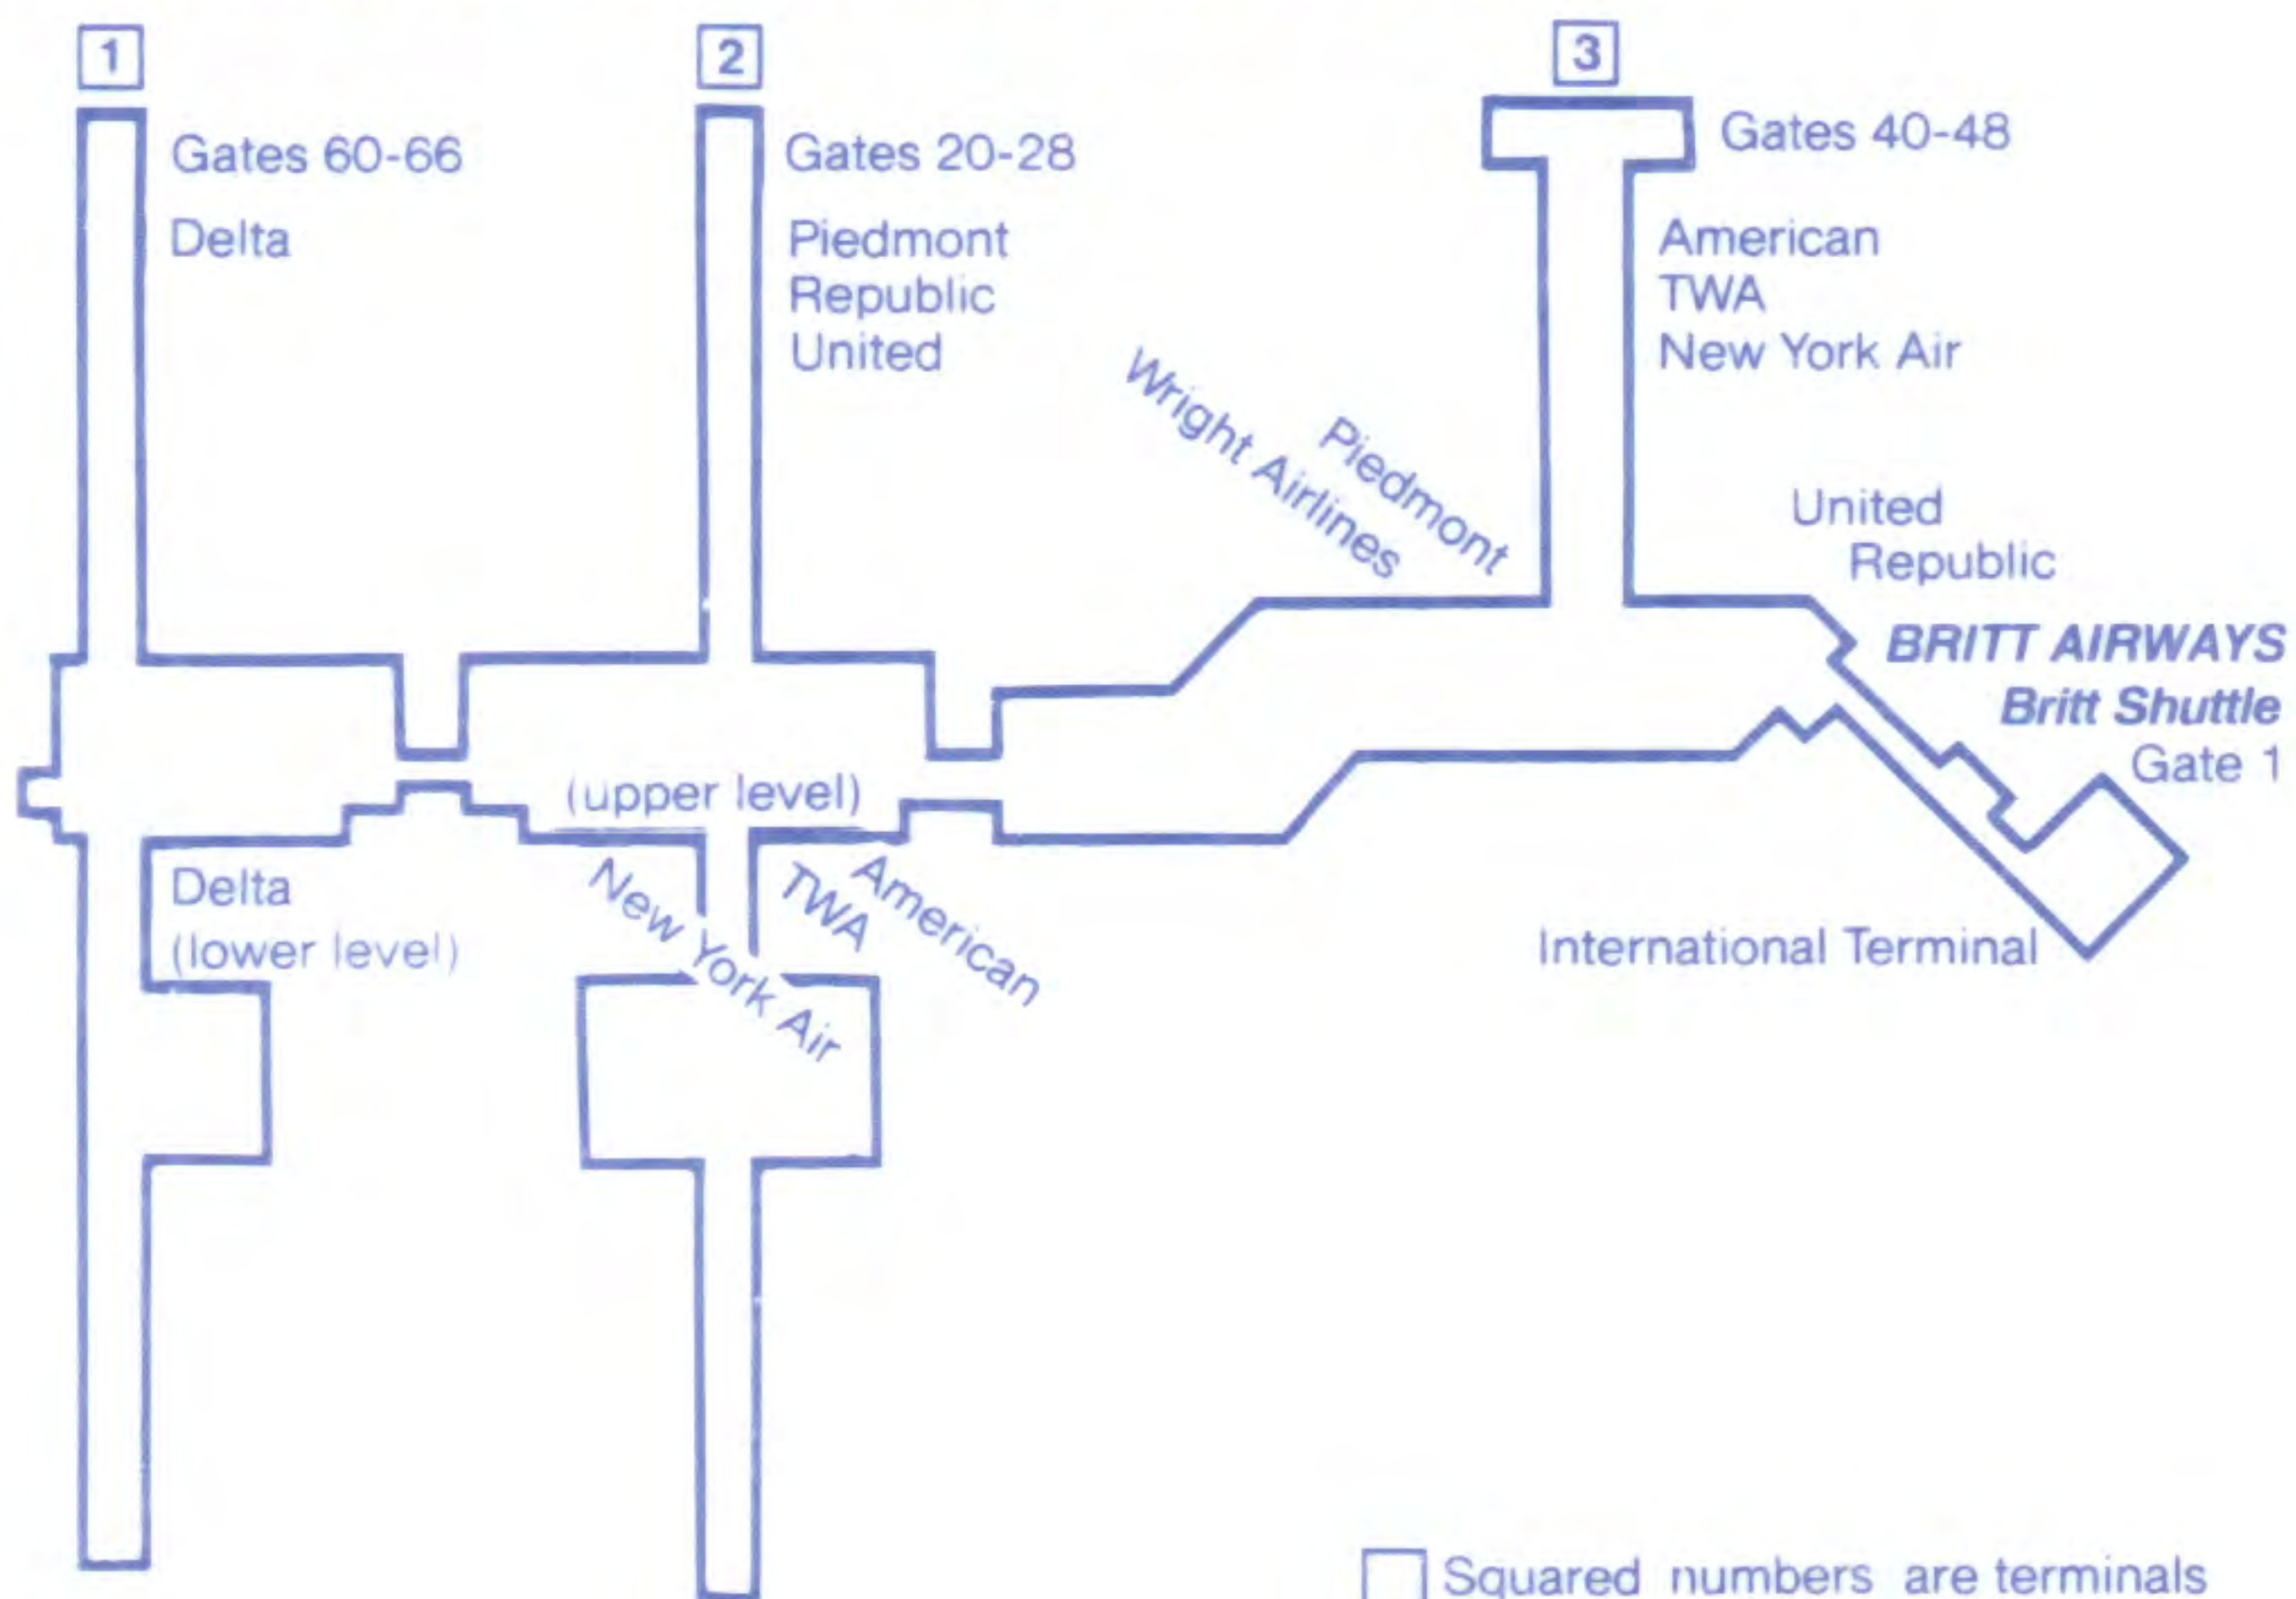 1
2
3
Gates 60-66
Gates 20-28
Gates 40-48
Delta
Piedmont
Republic
United
American
TWA
New York Air
Wright Airlines
Piedmont
United
Republic
BRITT AIRWAYS
Britt Shuttle
Gate 1
(upper level)
Delta
(lower level)
New York Air
TWA
American
International Terminal
Squared numbers are terminals